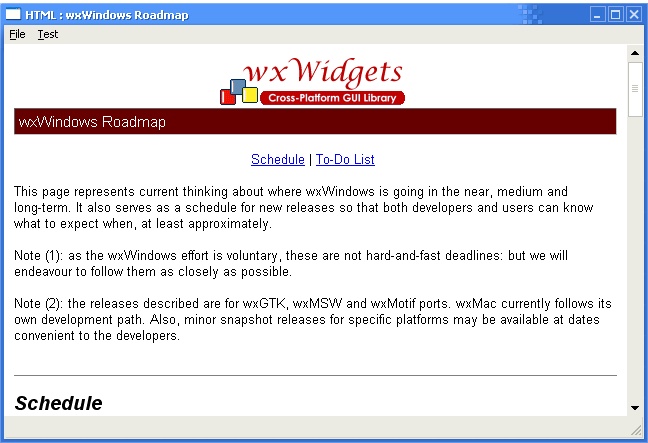 HTML : wxWindows Roadmap
File Test
wxWidgets
Cross-Platform GUI Library
wxWindows Roadmap
Schedule | To-Do List
This page represents current thinking about where wxWindows is going in the near, medium and
long-term. It also serves as a schedule for new releases so that both developers and users can know
what to expect when, at least approximately.
Note (1): as the wxWindows effort is voluntary, these are not hard-and-fast deadlines: but we will
endeavour to follow them as closely as possible.
Note (2): the releases described are for wxGTK, wxMSW and wxMotif ports. wxMac currently follows its
own development path. Also, minor snapshot releases for specific platforms may be available at dates
convenient to the developers.
Schedule